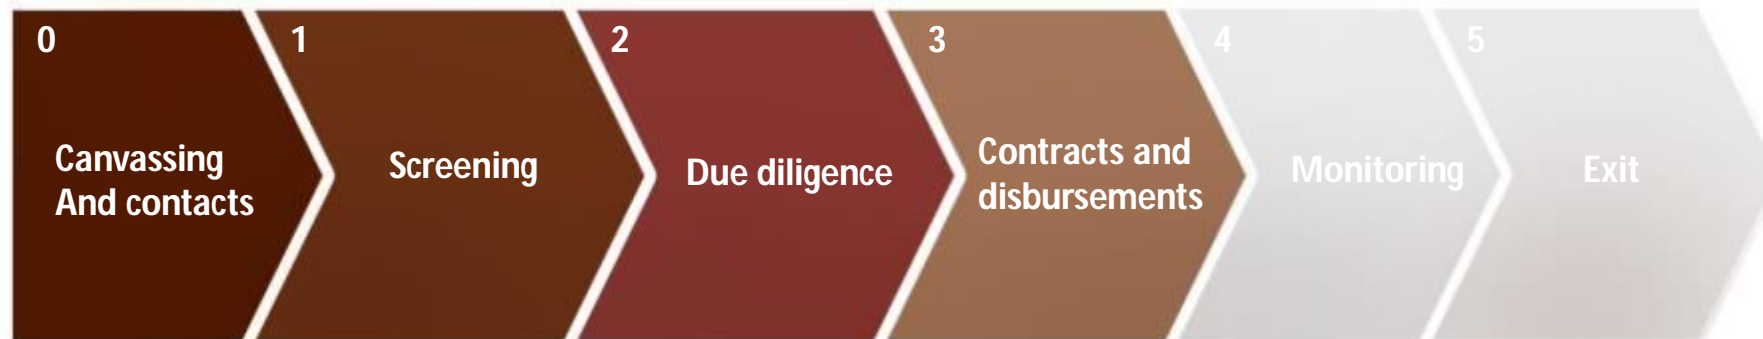 0
Canvassing
And contacts
1
Screening
2
Due diligence
3
Contracts and
disbursements
4
Monitoring
5
Exit